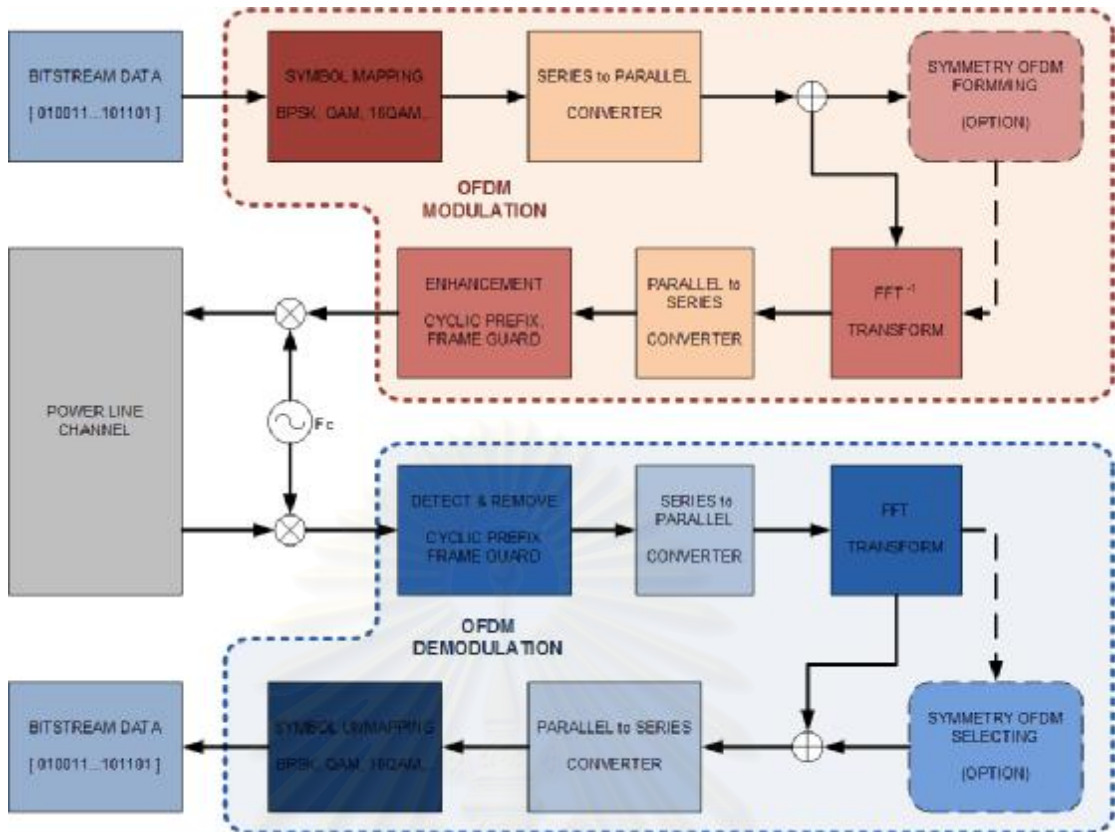 BITSTREAM DATA
[ 010011...101101 ]
SYMBOL MAPPING
BPSK, QAM, 16QAM,..
SERIES to PARALLEL
CONVERTER
SYMMETRY OFDM
FORMMING
(OPTION)
OFDM
MODULATION
POWER LINE
CHANNEL
ENHANCEMENT
CYCLIC PREFIX,
FRAME GUARD
PARALLEL to
SERIES
CONVERTER
FFT⁻¹
TRANSFORM
Fc
DETECT & REMOVE
CYCLIC PREFIX
FRAME GUARD
SERIES to
PARALLEL
CONVERTER
FFT
TRANSFORM
OFDM
DEMODULATION
BITSTREAM DATA
[ 010011...101101 ]
SYMBOL UNMAPPING
BPSK, QAM, 16QAM,..
PARALLEL to SERIES
CONVERTER
SYMMETRY OFDM
SELECTING
(OPTION)